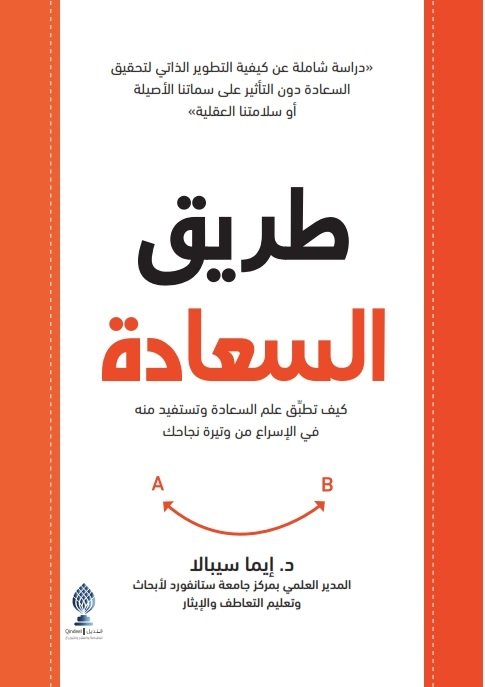 «دراسة شاملة عن كيفية التطوير الذاتي لتحقيق
السعادة دون التأثير على سماتنا الأصيلة
أو سلامتنا العقلية»
طريق
السعادة
كيف تطبِّق علم السعادة وتستفيد منه
في الإسراع من وتيرة نجاحك
A B
د. إيما سيبالا
المدير العلمي بمركز جامعة ستانفورد لأبحاث
وتعليم التعاطف والإيثار
Qindeel قنديل